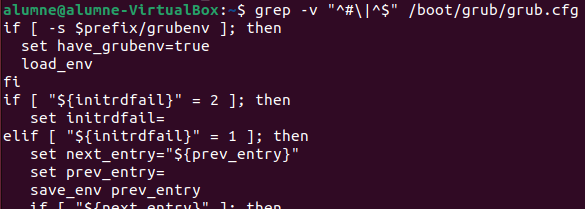 alumne@alumne-VirtualBox:~$ grep -v "^#\|^$" /boot/grub/grub.cfg
if [ -s $prefix/grubenv ]; then
  set have_grubenv=true
  load_env
fi
if [ "${initrdfail}" = 2 ]; then
   set initrdfail=
elif [ "${initrdfail}" = 1 ]; then
   set next_entry="${prev_entry}"
   set prev_entry=
   save_env prev_entry
   if [ "${next_entry}" ]; then